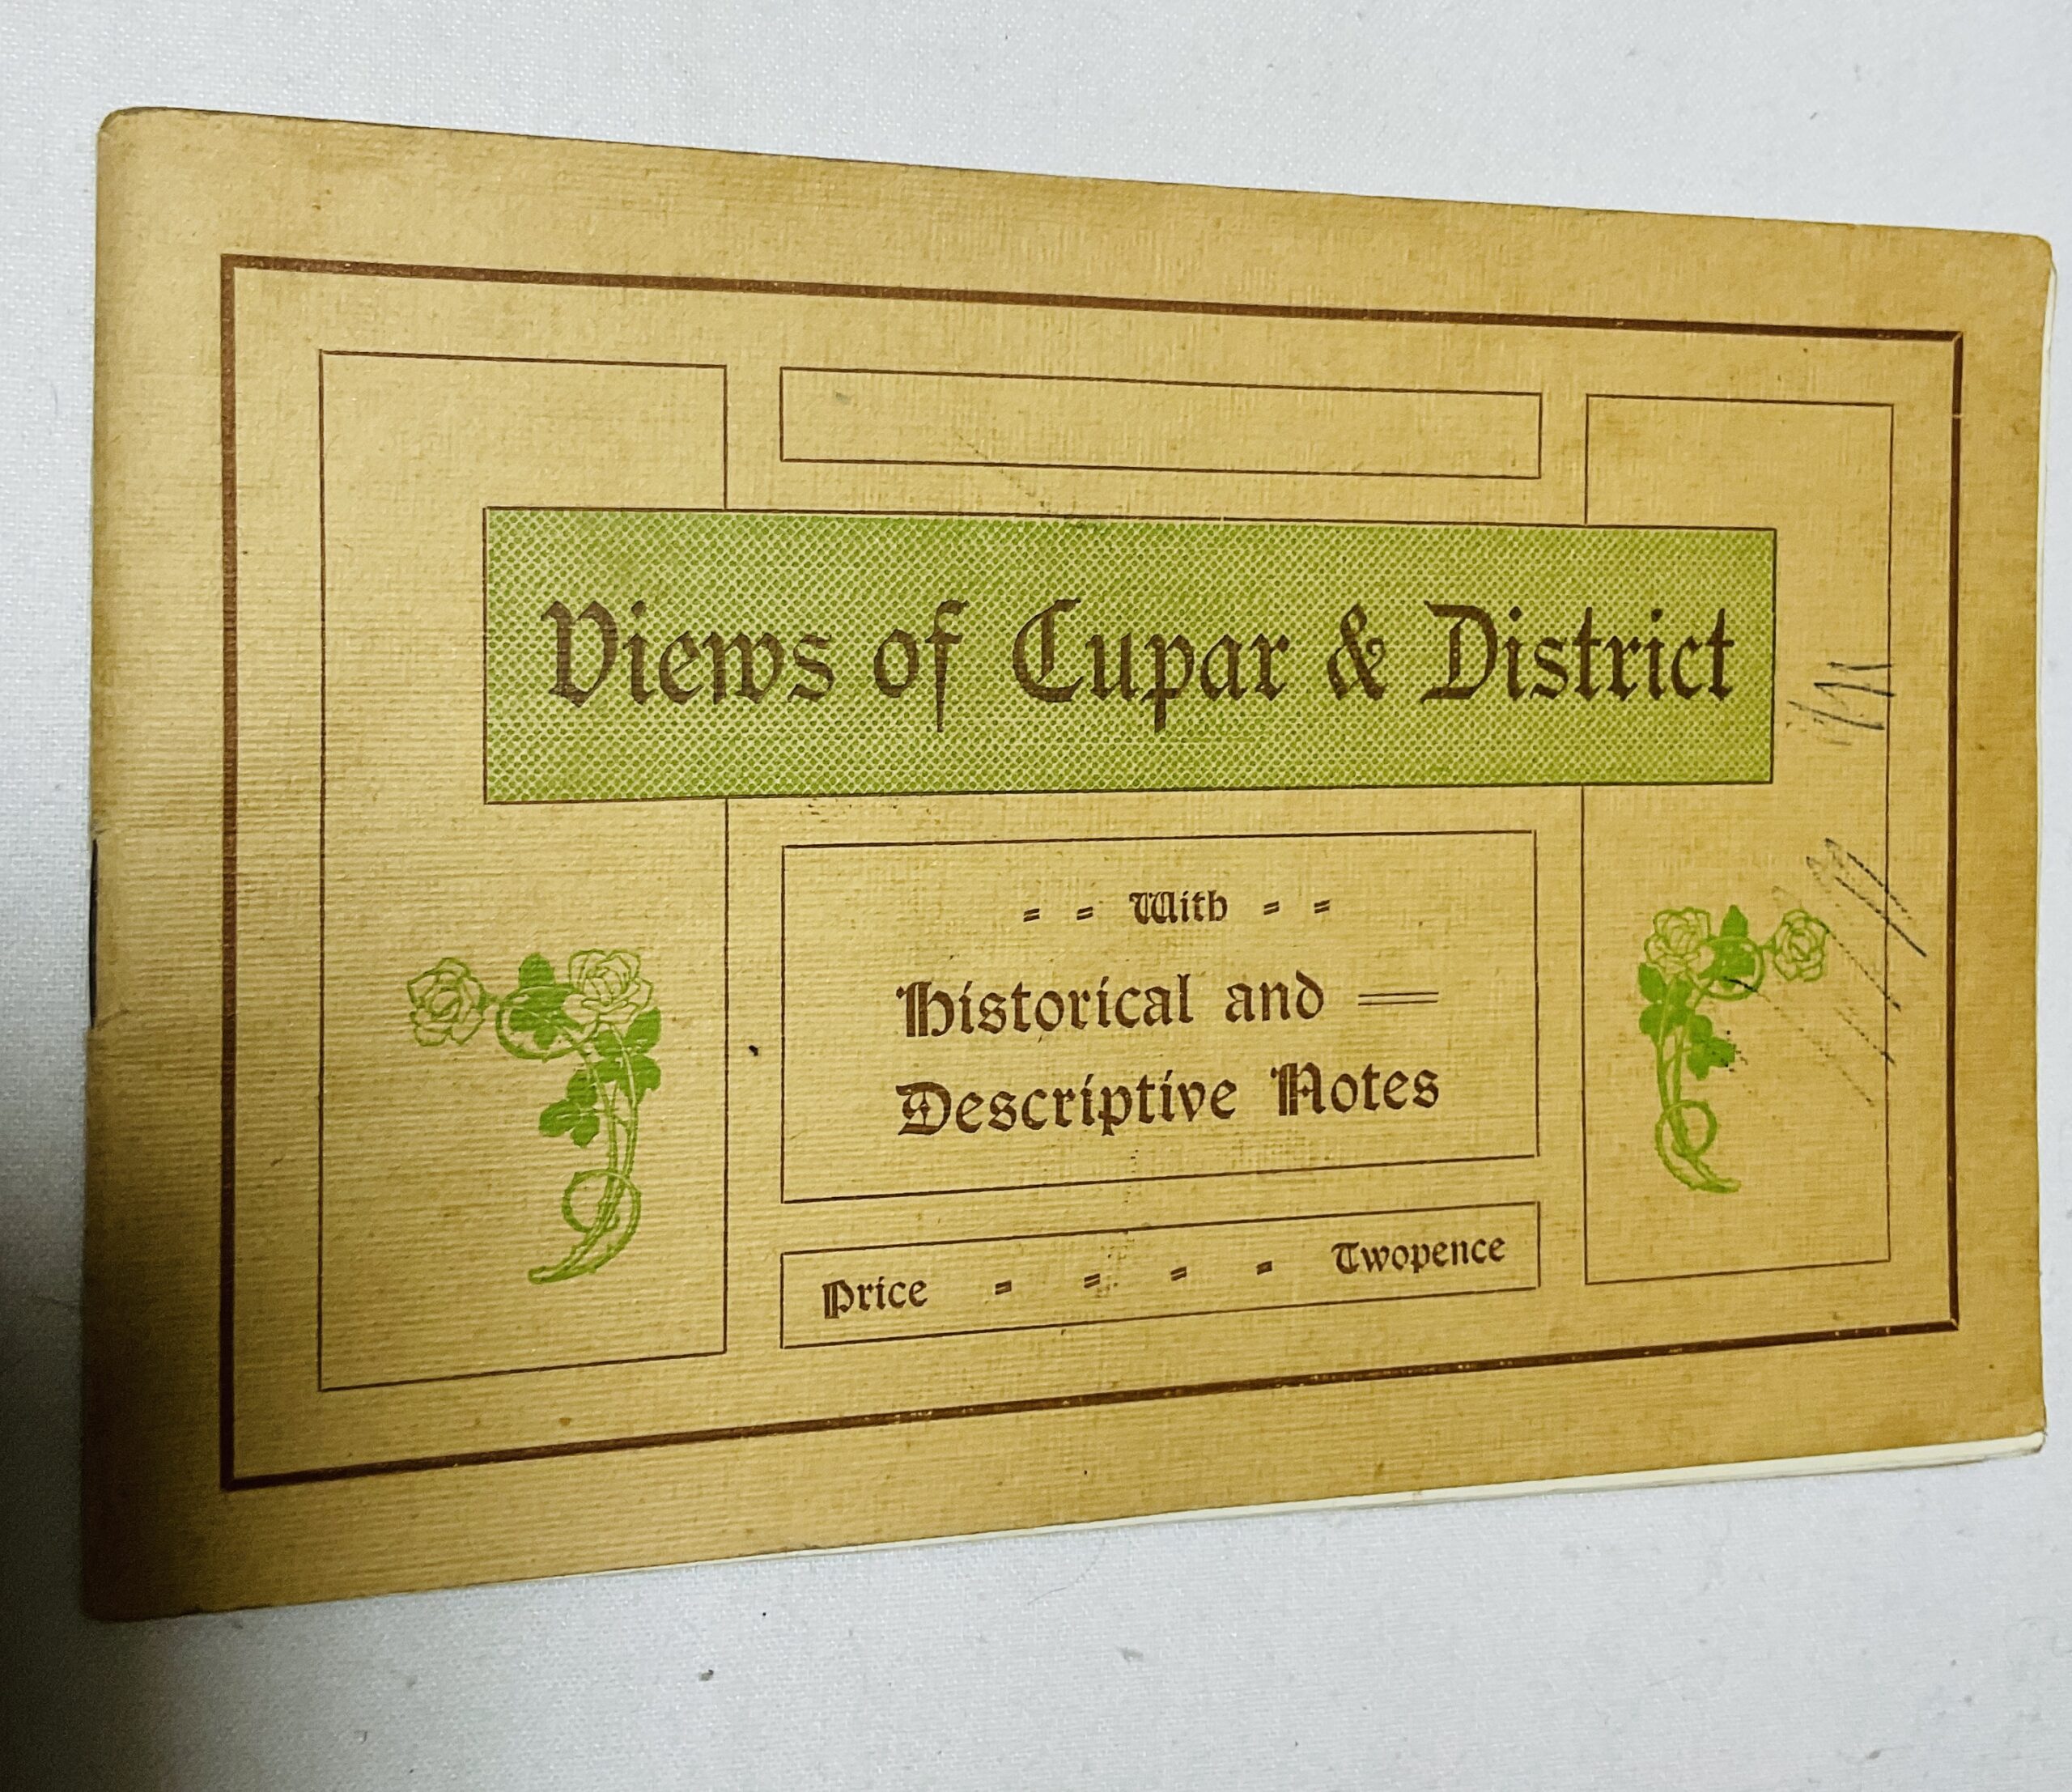 Views of Cupar & District
- - With - -
Historical and
Descriptive Notes
Price - - - - Twopence